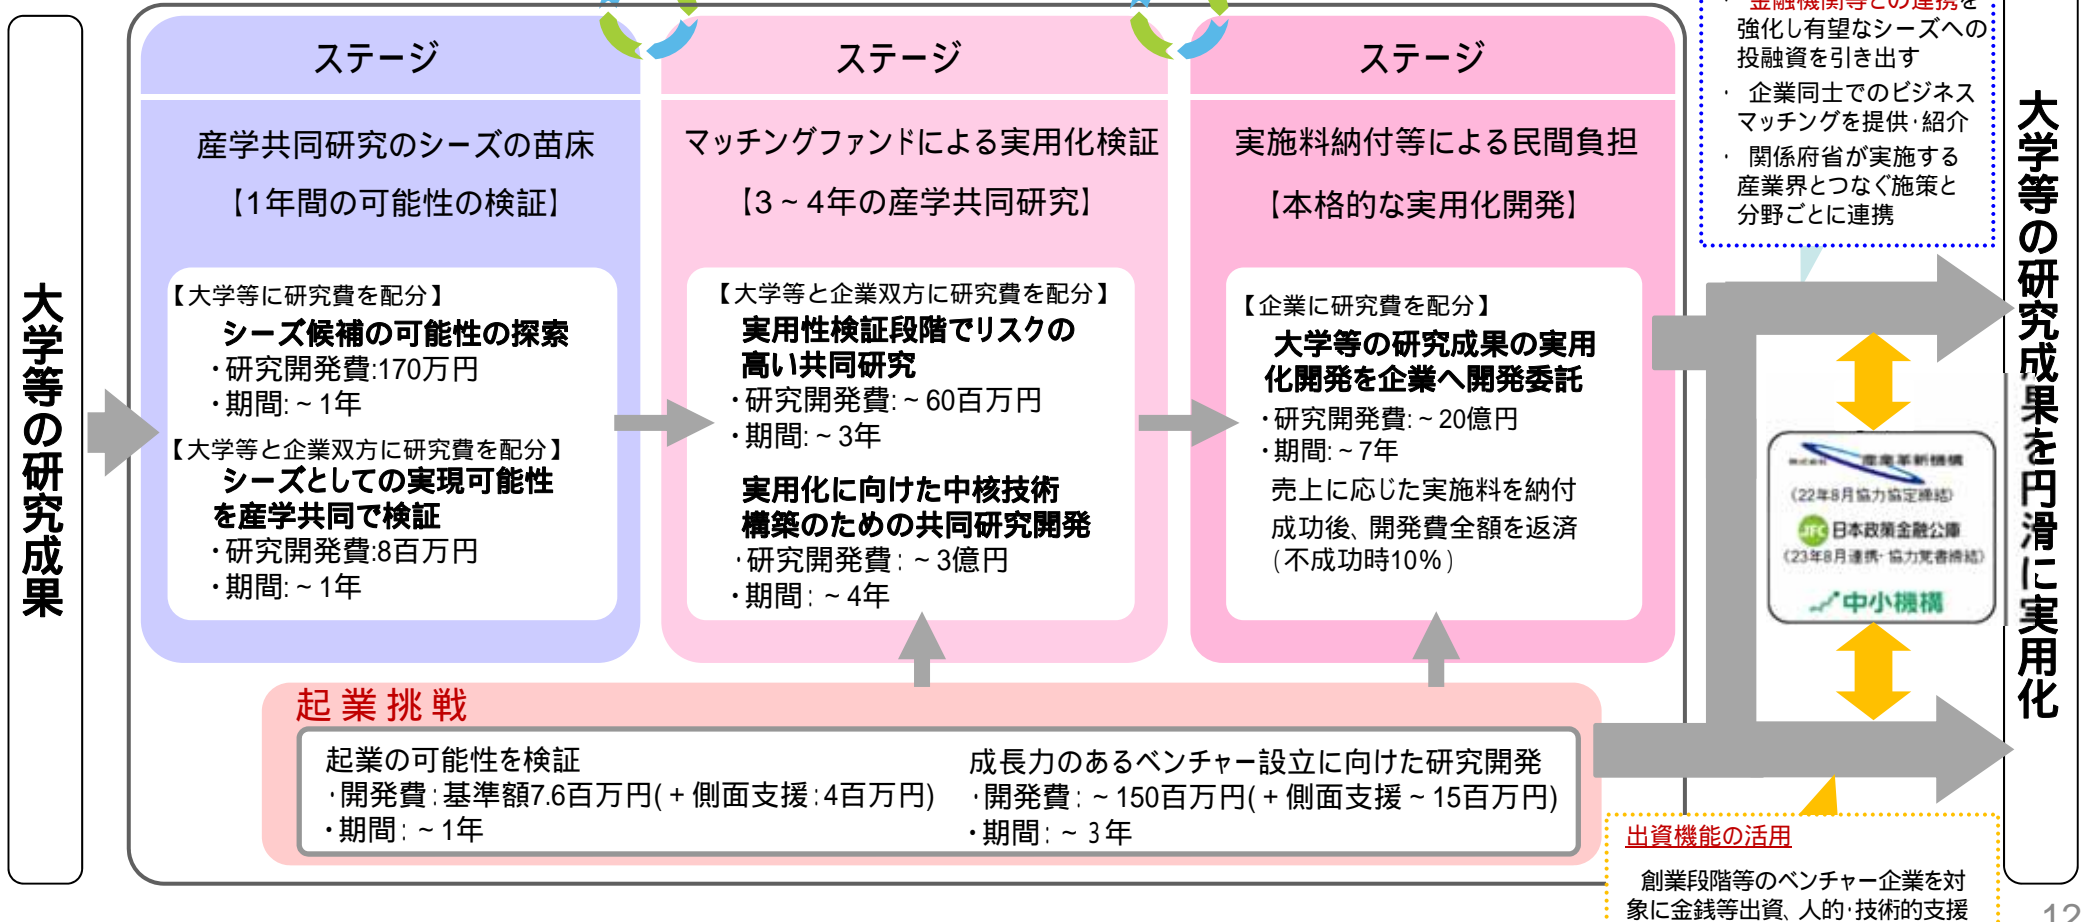 大学等の研究成果
ステージ
産学共同研究のシーズの苗床
【1年間の可能性の検証】
【大学等に研究費を配分】
シーズ候補の可能性の探索
・研究開発費:170万円
・期間:~1年
【大学等と企業双方に研究費を配分】
シーズとしての実現可能性
を産学共同で検証
・研究開発費:8百万円
・期間:~1年
ステージ
マッチングファンドによる実用化検証
【3~4年の産学共同研究】
【大学等と企業双方に研究費を配分】
実用性検証段階でリスクの
高い共同研究
・研究開発費:~60百万円
・期間:~3年
実用化に向けた中核技術
構築のための共同研究開発
・研究開発費:~3億円
・期間:~4年
ステージ
実施料納付等による民間負担
【本格的な実用化開発】
【企業に研究費を配分】
大学等の研究成果の実用
化開発を企業へ開発委託
・研究開発費:~20億円
・期間:~7年
売上に応じた実施料を納付
成功後、開発費全額を返済
(不成功時10%)
起業挑戦
起業の可能性を検証
・開発費:基準額7.6百万円(+側面支援:4百万円)
・期間:~1年
成長力のあるベンチャー設立に向けた研究開発
・開発費:~150百万円(+側面支援~15百万円)
・期間:~3年
・金融機関等との連携を
強化し有望なシーズへの
投融資を引き出す
・企業同士でのビジネス
マッチングを提供・紹介
・関係府省が実施する
産業界とつなぐ施策と
分野ごとに連携
産業革新機構
(22年8月協力協定締結)
JFC 日本政策金融公庫
(23年8月連携・協力覚書締結)
中小機構
出資機能の活用
創業段階等のベンチャー企業を対
象に金銭等出資、人的・技術的支援
大学等の研究成果を円滑に実用化
12